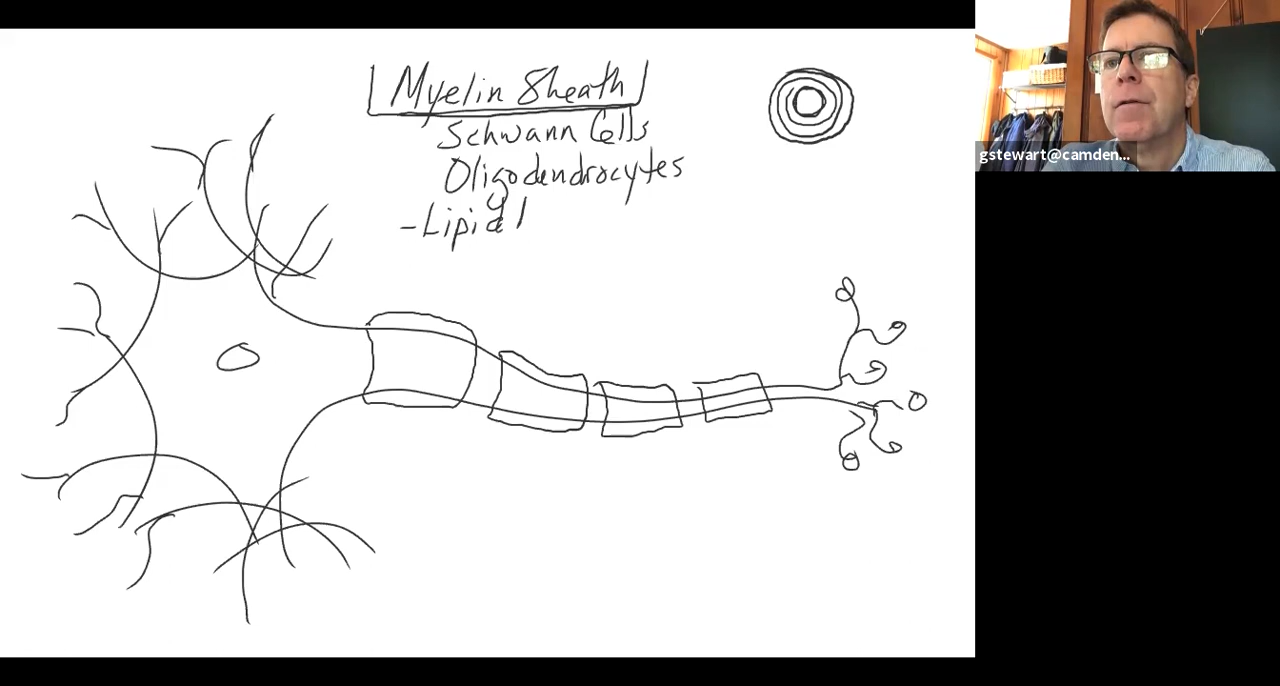 Myelin Sheath
Schwann Cells
Oligodendrocytes
-Lipid
gstewart@camden...